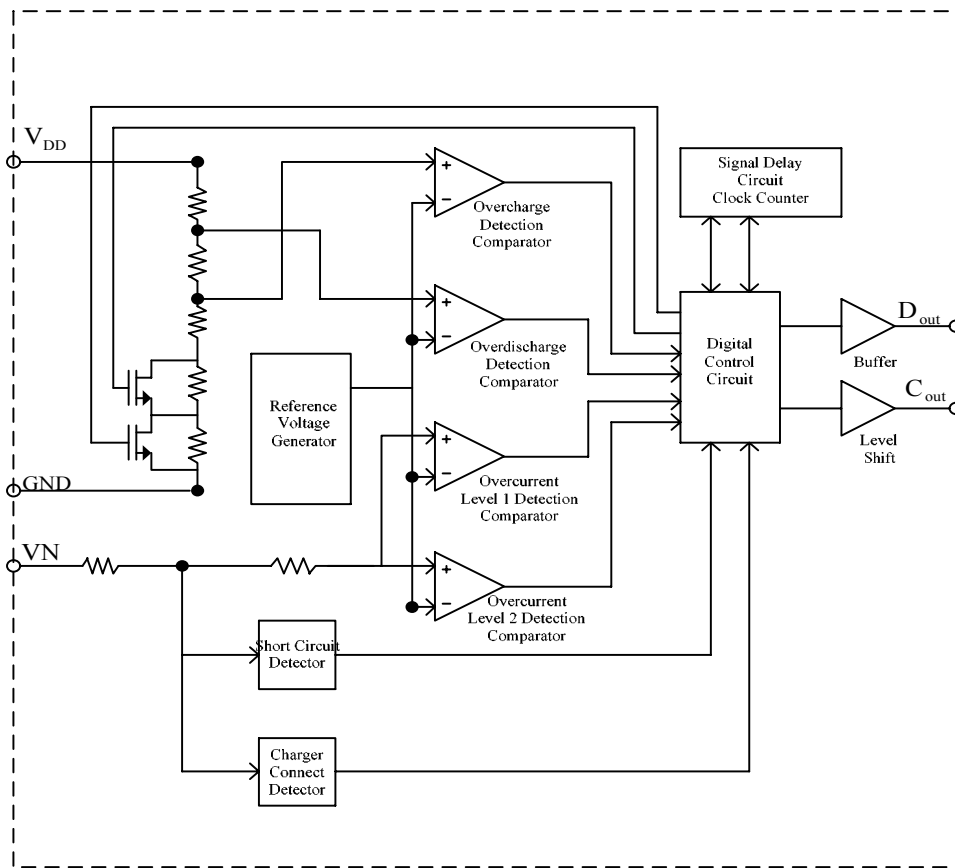 V_DD
GND
VN
Reference
Voltage
Generator
+
−
Overcharge
Detection
Comparator
+
−
Overdischarge
Detection
Comparator
+
−
Overcurrent
Level 1 Detection
Comparator
+
−
Overcurrent
Level 2 Detection
Comparator
Short Circuit
Detector
Charger
Connect
Detector
Signal Delay
Circuit
Clock Counter
Digital
Control
Circuit
Buffer
D_out
Level
Shift
C_out